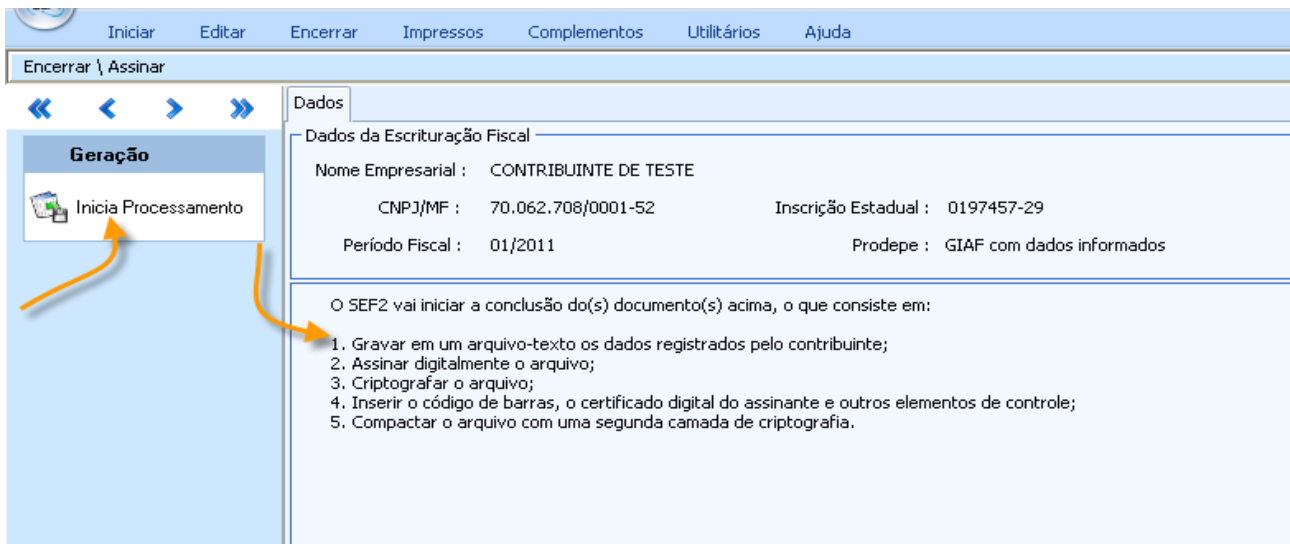 Iniciar Editar Encerrar Impressos Complementos Utilitários Ajuda
Encerrar \ Assinar
Dados
Geração
Inicia Processamento
Dados da Escrituração Fiscal
Nome Empresarial : CONTRIBUINTE DE TESTE
CNPJ/MF : 70.062.708/0001-52 Inscrição Estadual : 0197457-29
Período Fiscal : 01/2011 Prodepe : GIAF com dados informados
O SEF2 vai iniciar a conclusão do(s) documento(s) acima, o que consiste em:
1. Gravar em um arquivo-texto os dados registrados pelo contribuinte;
2. Assinar digitalmente o arquivo;
3. Criptografar o arquivo;
4. Inserir o código de barras, o certificado digital do assinante e outros elementos de controle;
5. Compactar o arquivo com uma segunda camada de criptografia.